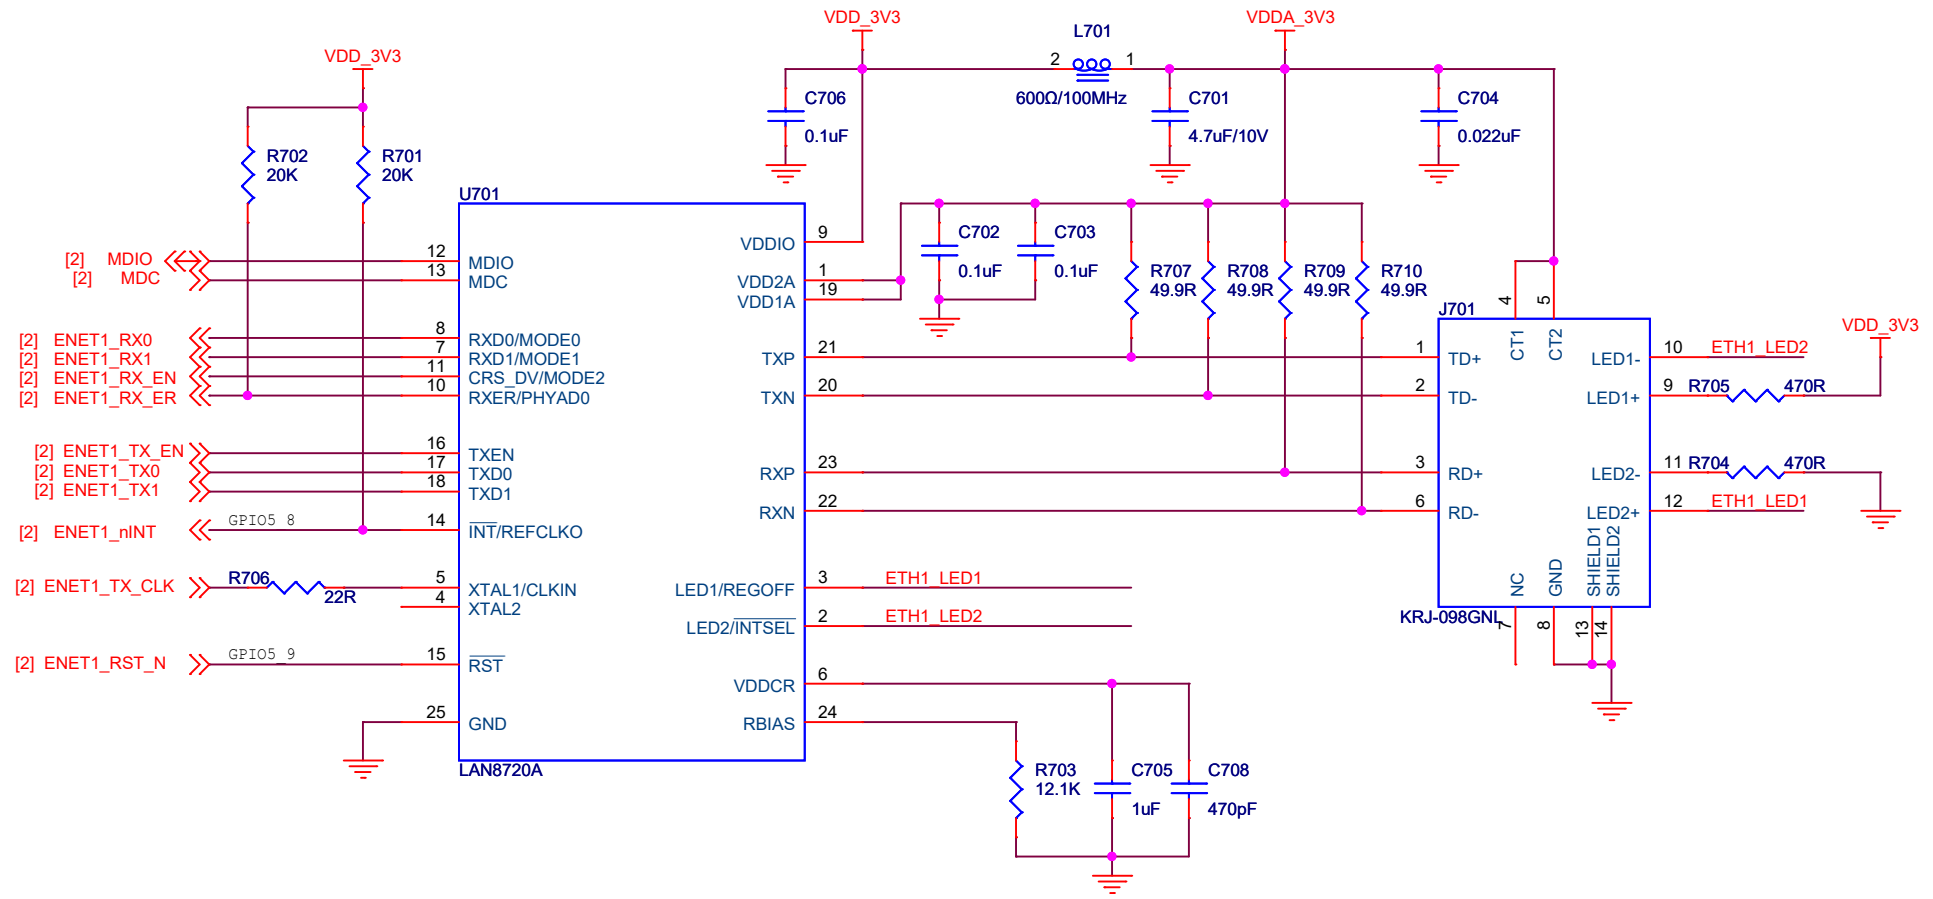 VDD_3V3
VDD_3V3
VDDA_3V3
L701
2
1
600Ω/100MHz
C706
0.1uF
C701
4.7uF/10V
C704
0.022uF
R702
20K
R701
20K
U701
[2] MDIO
12
MDIO
[2] MDC
13
MDC
[2] ENET1_RX0
8
RXD0/MODE0
[2] ENET1_RX1
7
RXD1/MODE1
[2] ENET1_RX_EN
11
CRS_DV/MODE2
[2] ENET1_RX_ER
10
RXER/PHYAD0
[2] ENET1_TX_EN
16
TXEN
[2] ENET1_TX0
17
TXD0
[2] ENET1_TX1
18
TXD1
[2] ENET1_nINT
GPIO5_8
14
INT/REFCLKO
[2] ENET1_TX_CLK
R706
22R
5
XTAL1/CLKIN
4
XTAL2
[2] ENET1_RST_N
GPIO5_9
15
RST
25
GND
LAN8720A
VDDIO
9
VDD2A
1
VDD1A
19
TXP
21
TXN
20
RXP
23
RXN
22
LED1/REGOFF
3
ETH1_LED1
LED2/INTSEL
2
ETH1_LED2
VDDCR
6
RBIAS
24
C702
0.1uF
C703
0.1uF
R707
49.9R
R708
49.9R
R709
49.9R
R710
49.9R
R703
12.1K
C705
1uF
C708
470pF
J701
4
CT1
5
CT2
1
TD+
2
TD-
3
RD+
6
RD-
LED1-
10
ETH1_LED2
LED1+
9
R705
470R
VDD_3V3
LED2-
11
R704
470R
LED2+
12
ETH1_LED1
NC
GND
SHIELD1
SHIELD2
KRJ-098GNL
7
8
13
14